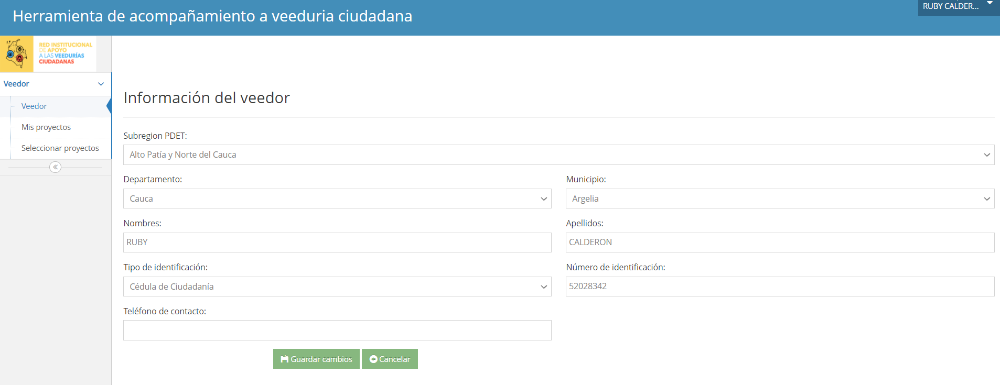 Herramienta de acompañamiento a veeduria ciudadana
RUBY CALDER...
RED INSTITUCIONAL
DE APOYO
A LAS VEEDURÍAS
CIUDADANAS
Veedor
Veedor
Mis proyectos
Seleccionar proyectos
Información del veedor
Subregion PDET:
Alto Patía y Norte del Cauca
Departamento:
Municipio:
Cauca
Argelia
Nombres:
Apellidos:
RUBY
CALDERON
Tipo de identificación:
Número de identificación:
Cédula de Ciudadanía
52028342
Teléfono de contacto:
Guardar cambios
Cancelar